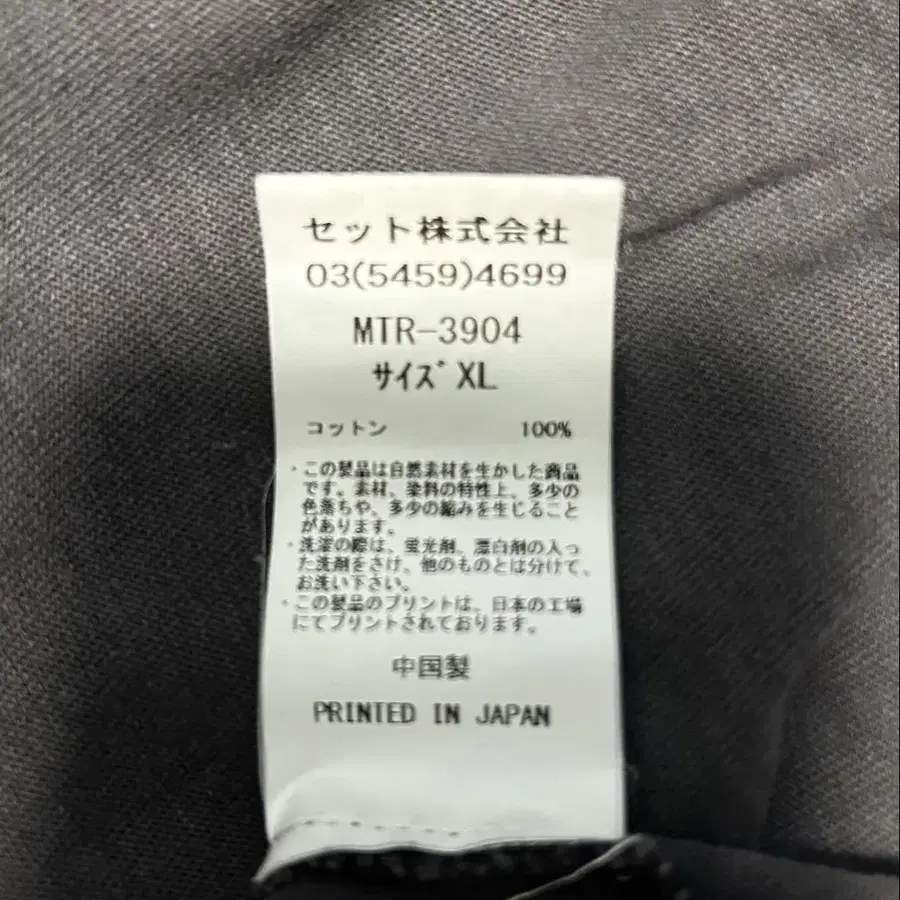 セット株式会社
03(5459)4699
MTR-3904
サイズ XL
コットン 100%
・この製品は自然素材を生かした商品
です。素材、染料の特性上、多少の
色落ちや、多少の縮みを生じること
があります。
・洗濯の際は、蛍光剤、漂白剤の入っ
た洗剤をさけ、他のものとは分けて、
お洗い下さい。
・この製品のプリントは、日本の工場
にてプリントされております。
中国製
PRINTED IN JAPAN